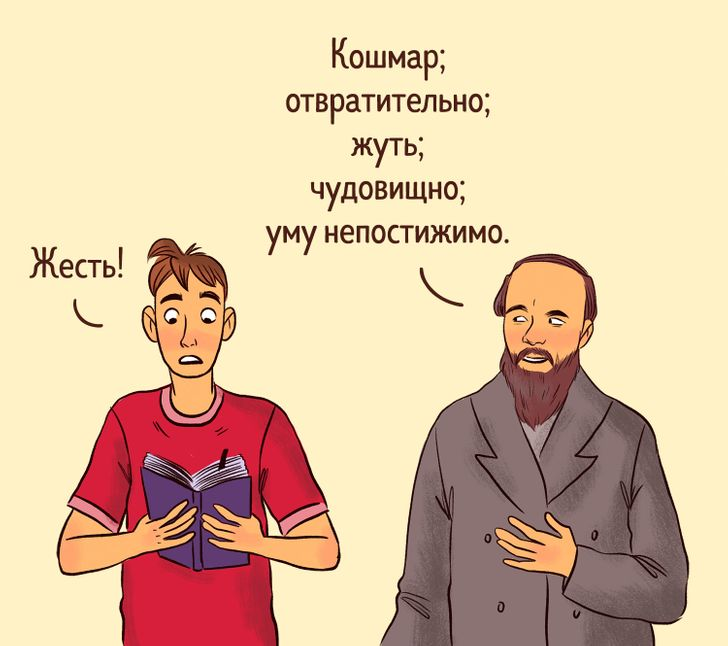 Жесть!
Кошмар;
отвратительно;
жуть;
чудовищно;
уму непостижимо.